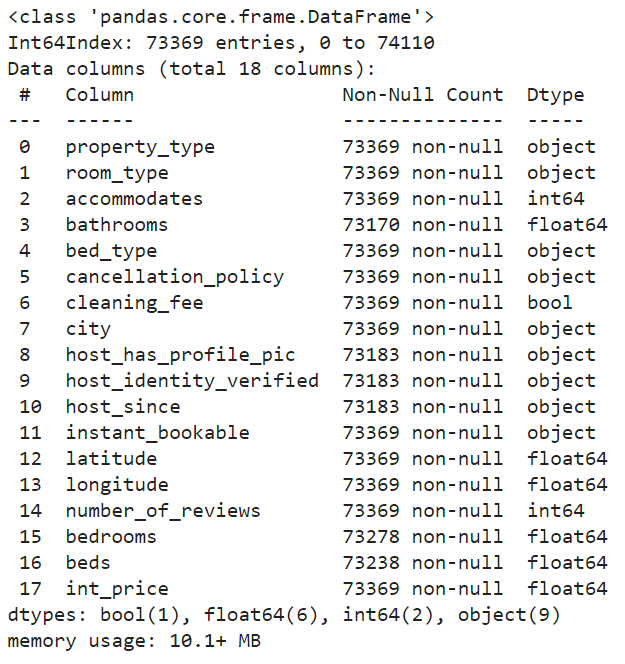 <class 'pandas.core.frame.DataFrame'>
Int64Index: 73369 entries, 0 to 74110
Data columns (total 18 columns):
 #   Column                  Non-Null Count  Dtype
---  ------                  --------------  -----
 0   property_type           73369 non-null  object
 1   room_type               73369 non-null  object
 2   accommodates            73369 non-null  int64
 3   bathrooms               73170 non-null  float64
 4   bed_type                73369 non-null  object
 5   cancellation_policy     73369 non-null  object
 6   cleaning_fee            73369 non-null  bool
 7   city                    73369 non-null  object
 8   host_has_profile_pic    73183 non-null  object
 9   host_identity_verified  73183 non-null  object
 10  host_since              73183 non-null  object
 11  instant_bookable        73369 non-null  object
 12  latitude                73369 non-null  float64
 13  longitude               73369 non-null  float64
 14  number_of_reviews       73369 non-null  int64
 15  bedrooms                73278 non-null  float64
 16  beds                    73238 non-null  float64
 17  int_price               73369 non-null  float64
dtypes: bool(1), float64(6), int64(2), object(9)
memory usage: 10.1+ MB